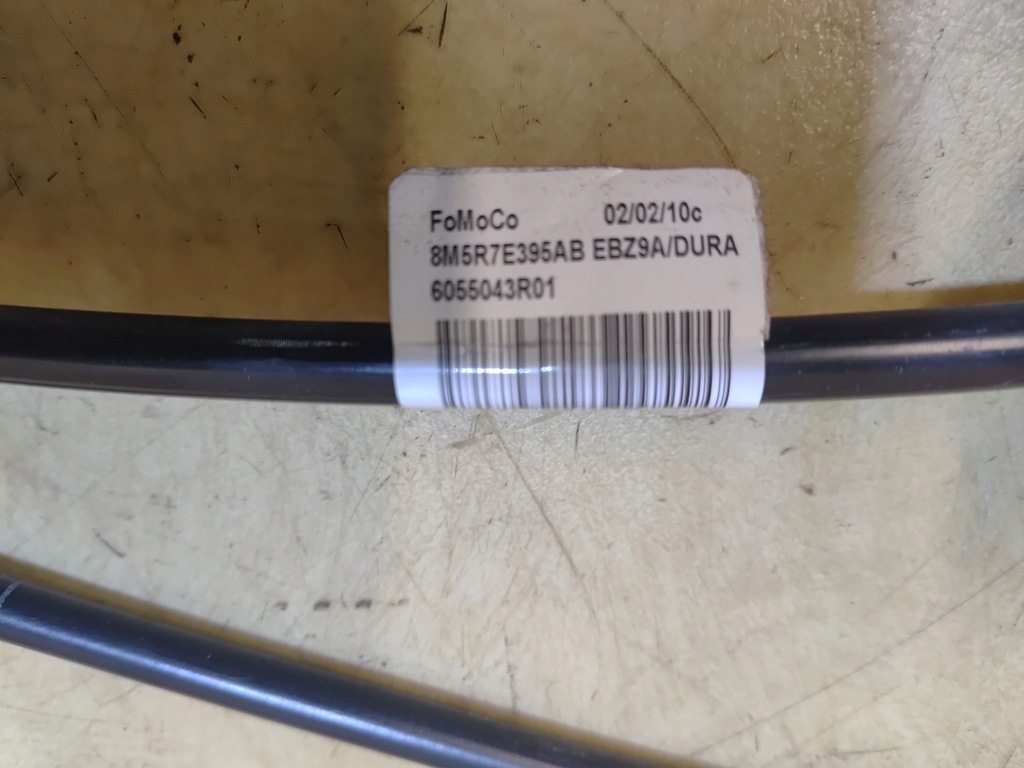 FoMoCo 02/02/10c
8M5R7E395AB EBZ9A/DURA
6055043R01